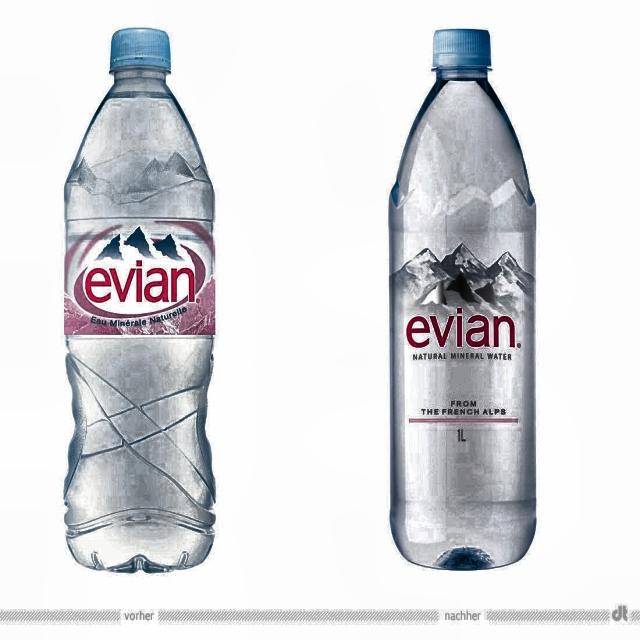 evian.
Eau Minérale Naturelle
evian.
NATURAL MINERAL WATER
FROM
THE FRENCH ALPS
1L
vorher
nachher
dt